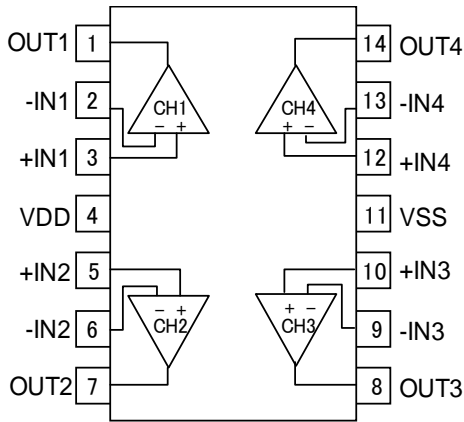 OUT1 1 14 OUT4
-IN1 2 CH1 CH4 13 -IN4
− + + −
+IN1 3 12 +IN4
VDD 4 11 VSS
+IN2 5 10 +IN3
− + + −
-IN2 6 CH2 CH3 9 -IN3
OUT2 7 8 OUT3